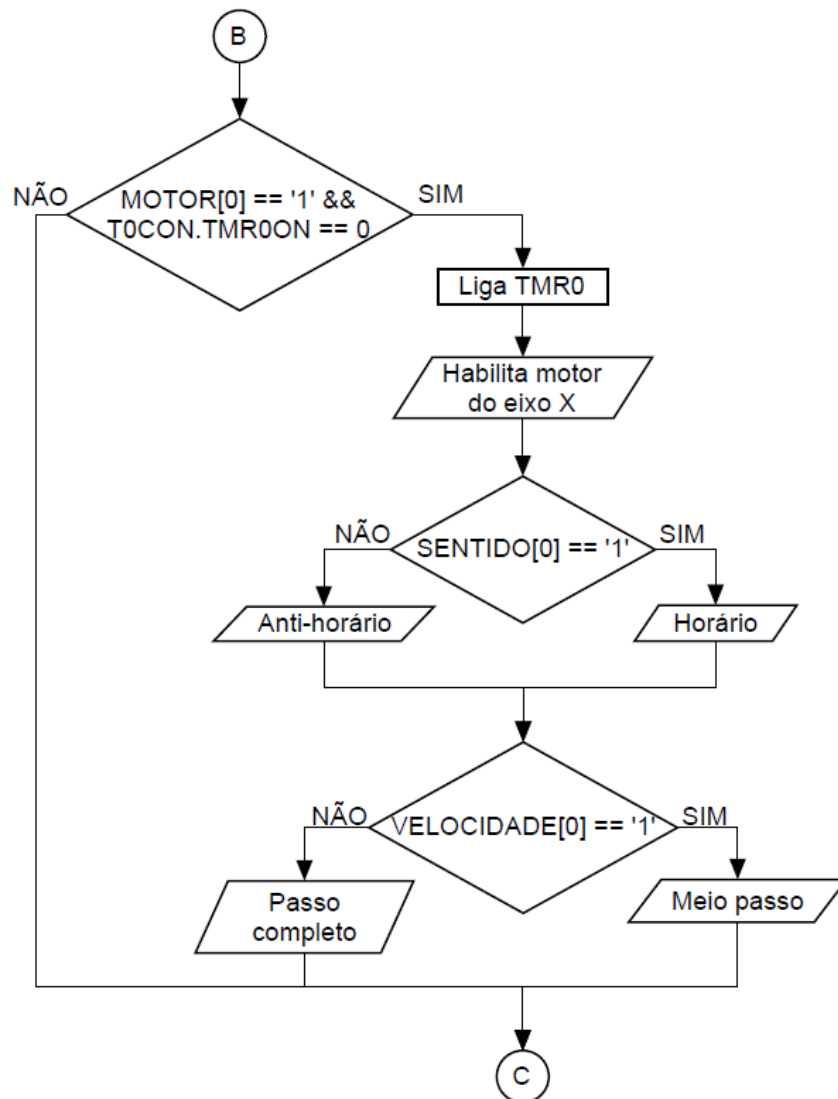 B
NÃO
MOTOR[0] == '1' &&
T0CON.TMR0ON == 0
SIM
Liga TMR0
Habilita motor
do eixo X
NÃO
SENTIDO[0] == '1'
SIM
Anti-horário
Horário
NÃO
VELOCIDADE[0] == '1'
SIM
Passo
completo
Meio passo
C